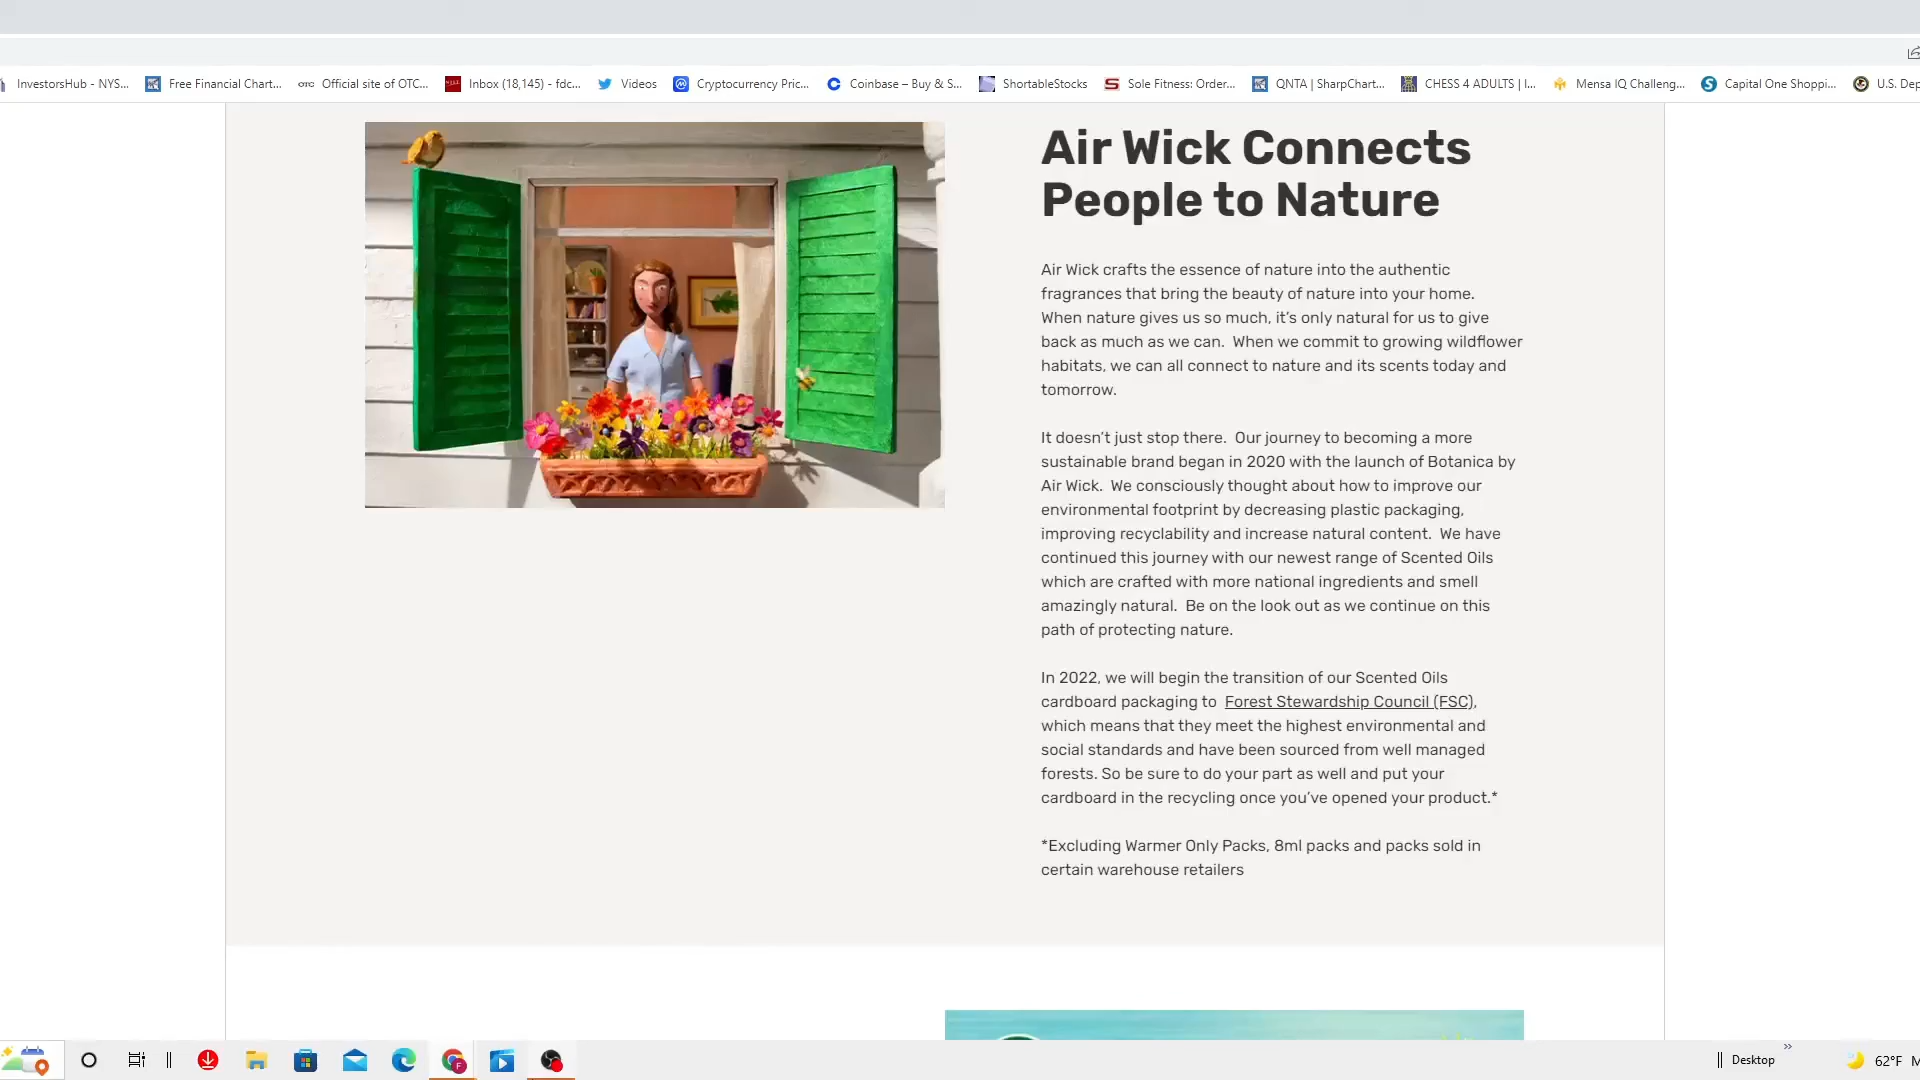 InvestorsHub - NYS...
Free Financial Chart...
OTC Official site of OTC...
Inbox (18,145) - fdc...
Videos
Cryptocurrency Pric...
Coinbase – Buy & S...
ShortableStocks
Sole Fitness: Order...
QNTA | SharpChart...
CHESS 4 ADULTS | I...
Mensa IQ Challeng...
Capital One Shoppi...
U.S. Dep
Air Wick Connects
People to Nature
Air Wick crafts the essence of nature into the authentic
fragrances that bring the beauty of nature into your home.
When nature gives us so much, it's only natural for us to give
back as much as we can. When we commit to growing wildflower
habitats, we can all connect to nature and its scents today and
tomorrow.
It doesn't just stop there. Our journey to becoming a more
sustainable brand began in 2020 with the launch of Botanica by
Air Wick. We consciously thought about how to improve our
environmental footprint by decreasing plastic packaging,
improving recyclability and increase natural content. We have
continued this journey with our newest range of Scented Oils
which are crafted with more national ingredients and smell
amazingly natural. Be on the look out as we continue on this
path of protecting nature.
In 2022, we will begin the transition of our Scented Oils
cardboard packaging to Forest Stewardship Council (FSC),
which means that they meet the highest environmental and
social standards and have been sourced from well managed
forests. So be sure to do your part as well and put your
cardboard in the recycling once you've opened your product.*
*Excluding Warmer Only Packs, 8ml packs and packs sold in
certain warehouse retailers
Desktop
62°F M